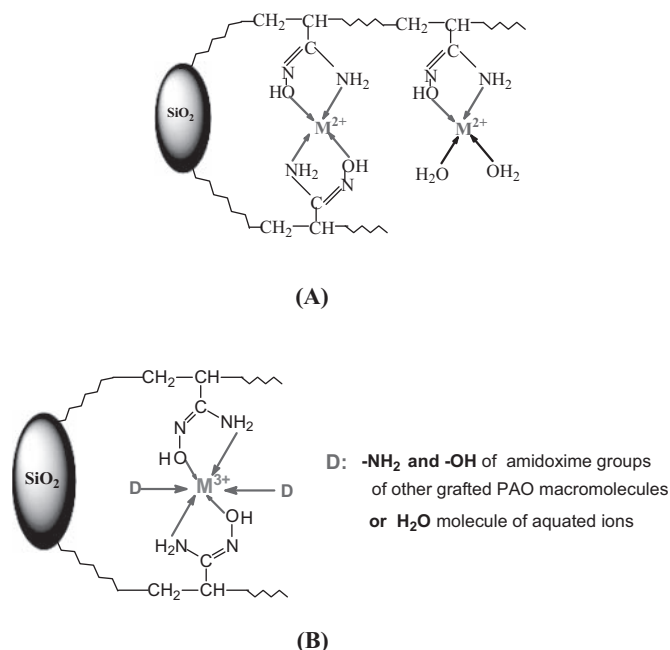 CH₂ CH CH₂ CH
C C
N N
HO NH₂ HO NH₂
SiO₂
M²⁺ M²⁺
NH₂ OH H₂O OH₂
N
C
CH₂ CH
(A)
CH₂ CH
C
N NH₂
HO
SiO₂ D M³⁺ D
OH
H₂N N
C
CH₂ CH
D: -NH₂ and -OH of amidoxime groups
of other grafted PAO macromolecules
or H₂O molecule of aquated ions
(B)